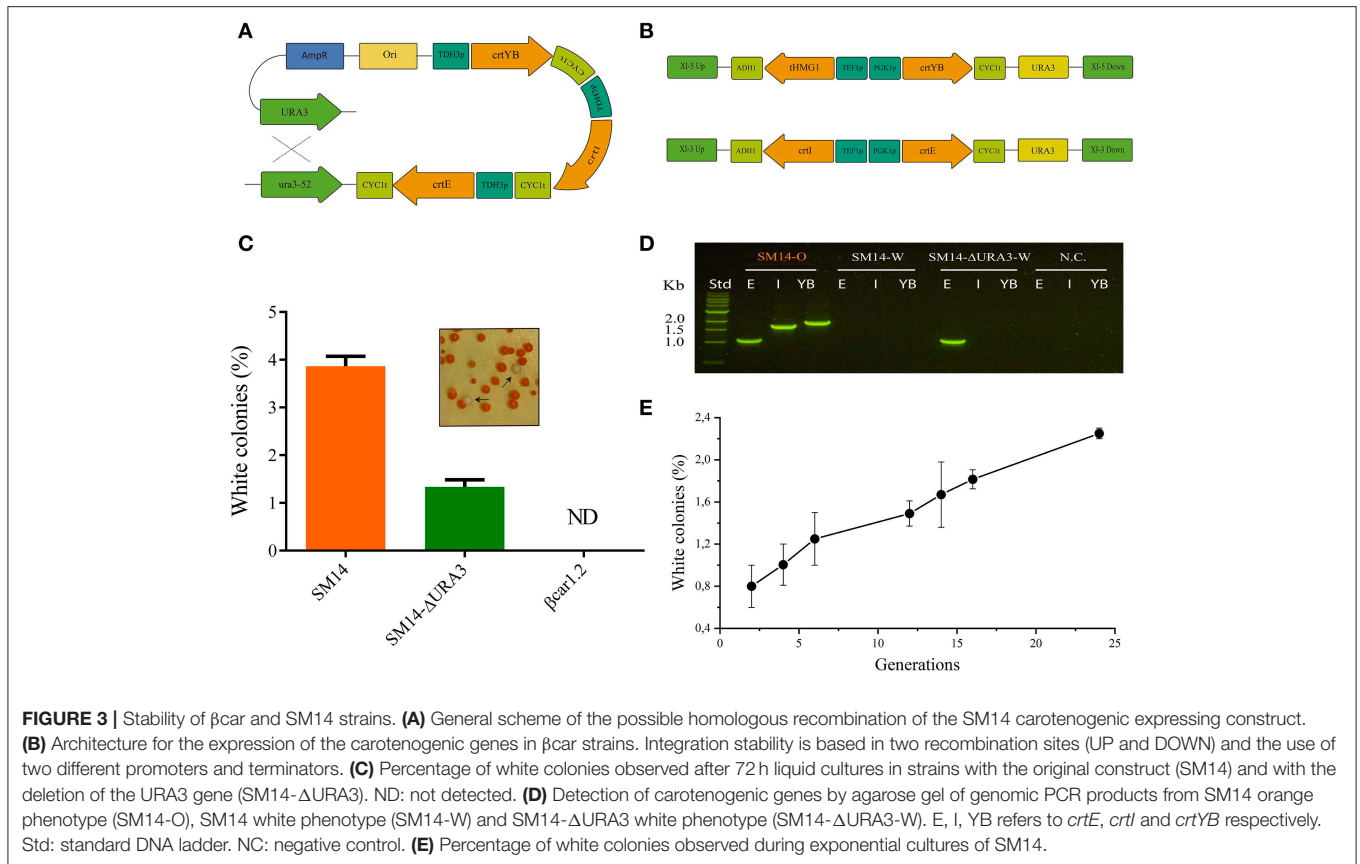 A
AmpR Ori TDH3p crtYB
CYC1t
TDH3p
crtI
URA3
ura3-52 CYC1t crtE TDH3p CYC1t
B
XI-5 Up ADH1 tHMG1 TEF1p PGK1p crtYB CYC1t URA3 XI-5 Down
XI-3 Up ADH1 crtI TEF1p PGK1p crtE CYC1t URA3 XI-3 Down
C
White colonies (%)
5
4
3
2
1
0
ND
SM14
SM14-ΔURA3
βcar1.2
D
SM14-O SM14-W SM14-ΔURA3-W N.C.
Kb Std E I YB E I YB E I YB E I YB
2.0
1.5
1.0
E
White colonies (%)
2,4
2,0
1,6
1,2
0,8
0,4
0 5 10 15 20 25
Generations
FIGURE 3 | Stability of βcar and SM14 strains. (A) General scheme of the possible homologous recombination of the SM14 carotenogenic expressing construct.
(B) Architecture for the expression of the carotenogenic genes in βcar strains. Integration stability is based in two recombination sites (UP and DOWN) and the use of
two different promoters and terminators. (C) Percentage of white colonies observed after 72 h liquid cultures in strains with the original construct (SM14) and with the
deletion of the URA3 gene (SM14-ΔURA3). ND: not detected. (D) Detection of carotenogenic genes by agarose gel of genomic PCR products from SM14 orange
phenotype (SM14-O), SM14 white phenotype (SM14-W) and SM14-ΔURA3 white phenotype (SM14-ΔURA3-W). E, I, YB refers to crtE, crtI and crtYB respectively.
Std: standard DNA ladder. NC: negative control. (E) Percentage of white colonies observed during exponential cultures of SM14.